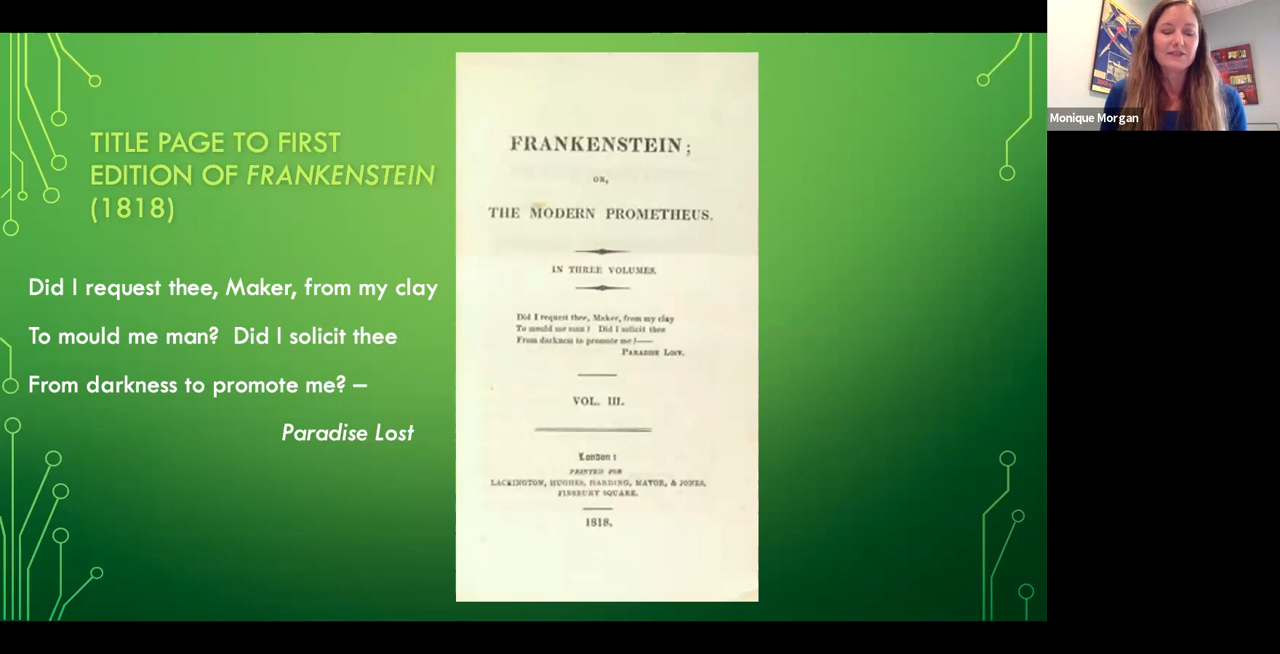 TITLE PAGE TO FIRST
EDITION OF FRANKENSTEIN
(1818)
Did I request thee, Maker, from my clay
To mould me man?  Did I solicit thee
From darkness to promote me? –
Paradise Lost
FRANKENSTEIN;
OR,
THE MODERN PROMETHEUS.
IN THREE VOLUMES.
Did I request thee, Maker, from my clay
To mould me man?  Did I solicit thee
From darkness to promote me?——
PARADISE LOST.
VOL. III.
London:
PRINTED FOR
LACKINGTON, HUGHES, HARDING, MAVOR, & JONES,
FINSBURY SQUARE.
1818.
Monique Morgan